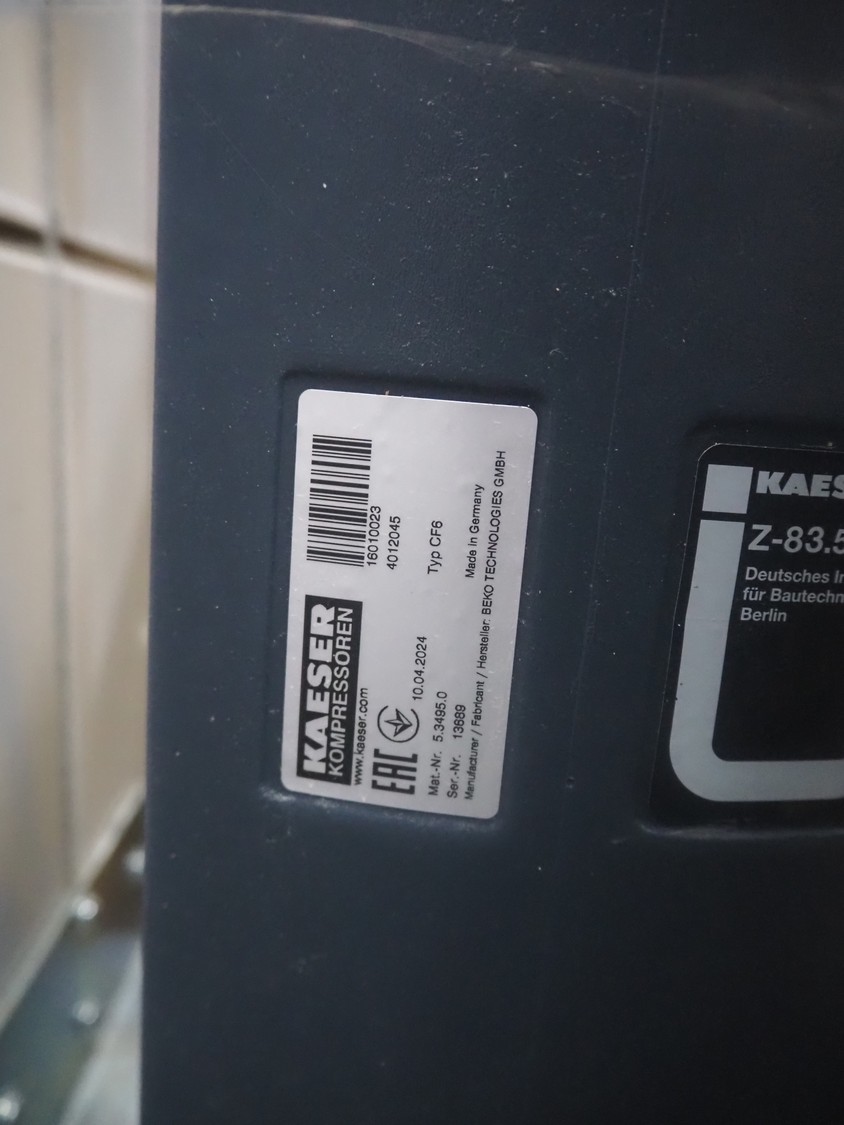 KAESER
KOMPRESSOREN
www.kaeser.com
16010023
4012045
EAC
10.04.2024
Mat.-Nr. 5.3495.0
Typ CF6
Ser.-Nr. 13689
Made in Germany
Manufacturer / Fabricant / Hersteller: BEKO TECHNOLOGIES GMBH
KAES
Z-83.5
Deutsches In
für Bautechn
Berlin